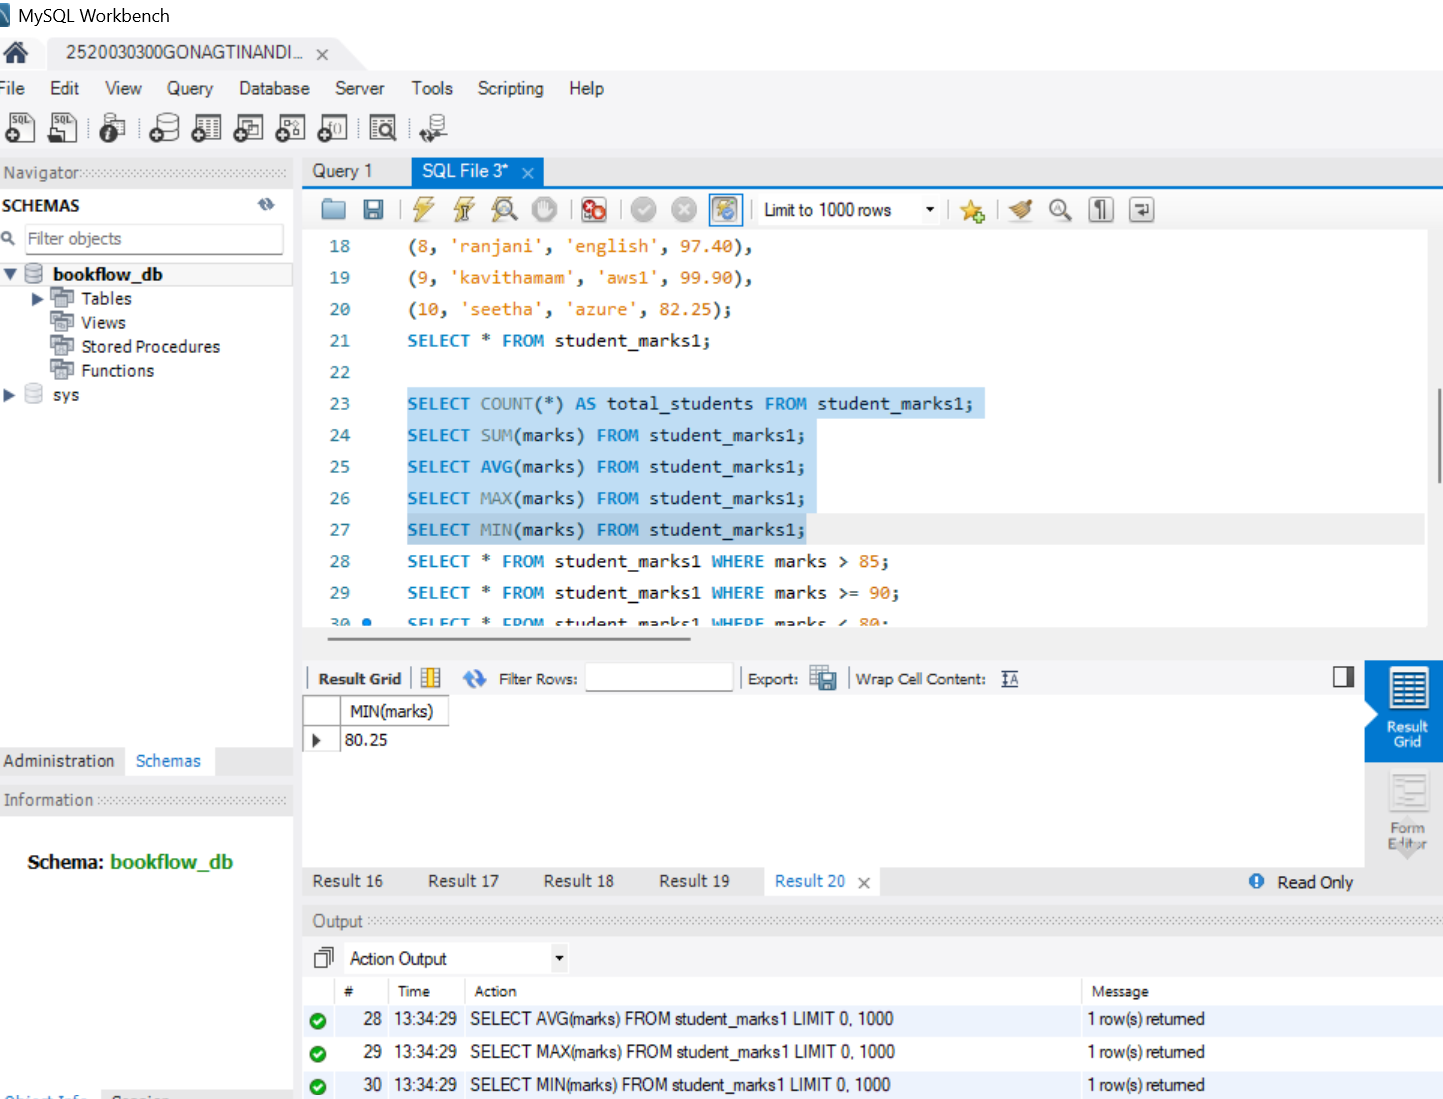 MySQL Workbench
2520030300GONAGTINANDI...
File Edit View Query Database Server Tools Scripting Help
Navigator
SCHEMAS
Filter objects
bookflow_db
Tables
Views
Stored Procedures
Functions
sys
Administration Schemas
Information
Schema: bookflow_db
Query 1 SQL File 3*
Limit to 1000 rows
18 (8, 'ranjani', 'english', 97.40),
19 (9, 'kavithamam', 'aws1', 99.90),
20 (10, 'seetha', 'azure', 82.25);
21 SELECT * FROM student_marks1;
22
23 SELECT COUNT(*) AS total_students FROM student_marks1;
24 SELECT SUM(marks) FROM student_marks1;
25 SELECT AVG(marks) FROM student_marks1;
26 SELECT MAX(marks) FROM student_marks1;
27 SELECT MIN(marks) FROM student_marks1;
28 SELECT * FROM student_marks1 WHERE marks > 85;
29 SELECT * FROM student_marks1 WHERE marks >= 90;
30 SELECT * FROM student_marks1 WHERE marks < 80;
Result Grid Filter Rows: Export: Wrap Cell Content:
MIN(marks)
80.25
Result Grid
Form Editor
Result 16 Result 17 Result 18 Result 19 Result 20 Read Only
Output
Action Output
# Time Action Message
28 13:34:29 SELECT AVG(marks) FROM student_marks1 LIMIT 0, 1000 1 row(s) returned
29 13:34:29 SELECT MAX(marks) FROM student_marks1 LIMIT 0, 1000 1 row(s) returned
30 13:34:29 SELECT MIN(marks) FROM student_marks1 LIMIT 0, 1000 1 row(s) returned